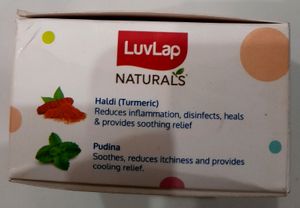 LuvLap
NATURALS
Haldi (Turmeric)
Reduces inflammation, disinfects, heals
& provides soothing relief
Pudina
Soothes, reduces itchiness and provides
cooling relief.